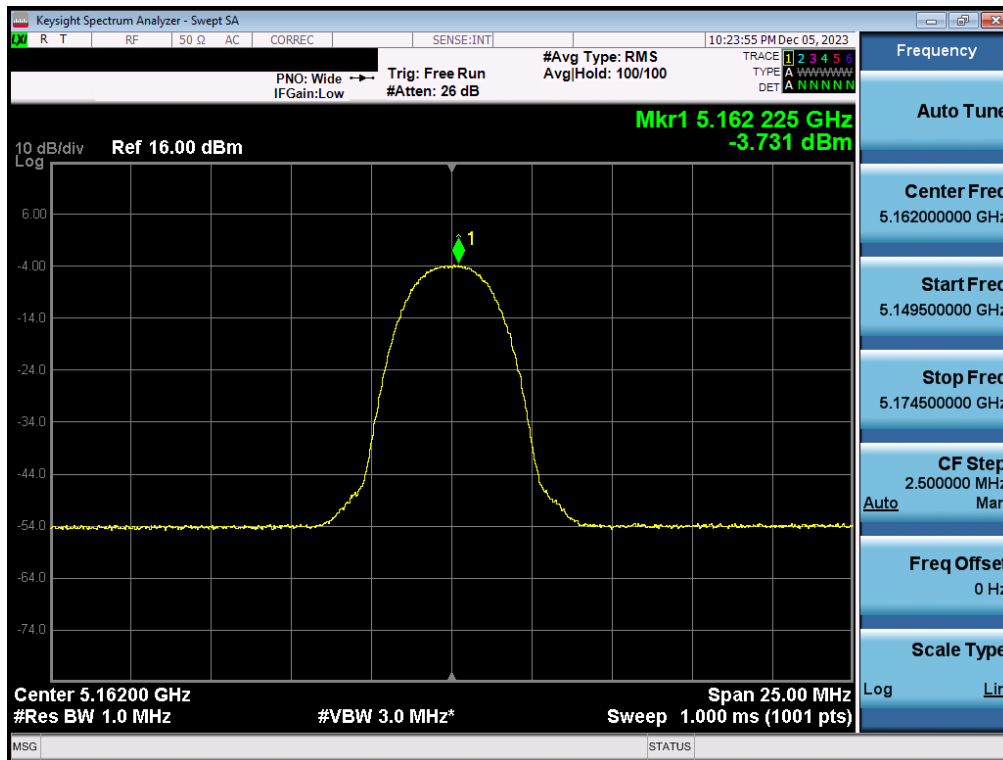 Keysight Spectrum Analyzer - Swept SA
LXI R T RF 50 Ω AC CORREC SENSE:INT 10:23:55 PM Dec 05, 2023
PNO: Wide
IFGain:Low
Trig: Free Run
#Atten: 26 dB
#Avg Type: RMS
Avg|Hold: 100/100
TRACE 1 2 3 4 5 6
TYPE A WWWWW
DET A N N N N N
Mkr1 5.162 225 GHz
-3.731 dBm
10 dB/div Ref 16.00 dBm
Log
6.00
1
-4.00
-14.0
-24.0
-34.0
-44.0
-54.0
-64.0
-74.0
Center 5.16200 GHz Span 25.00 MHz
#Res BW 1.0 MHz #VBW 3.0 MHz* Sweep 1.000 ms (1001 pts)
MSG STATUS
Frequency
Auto Tune
Center Freq
5.162000000 GHz
Start Freq
5.149500000 GHz
Stop Freq
5.174500000 GHz
CF Step
2.500000 MHz
Auto Man
Freq Offset
0 Hz
Scale Type
Log Lin